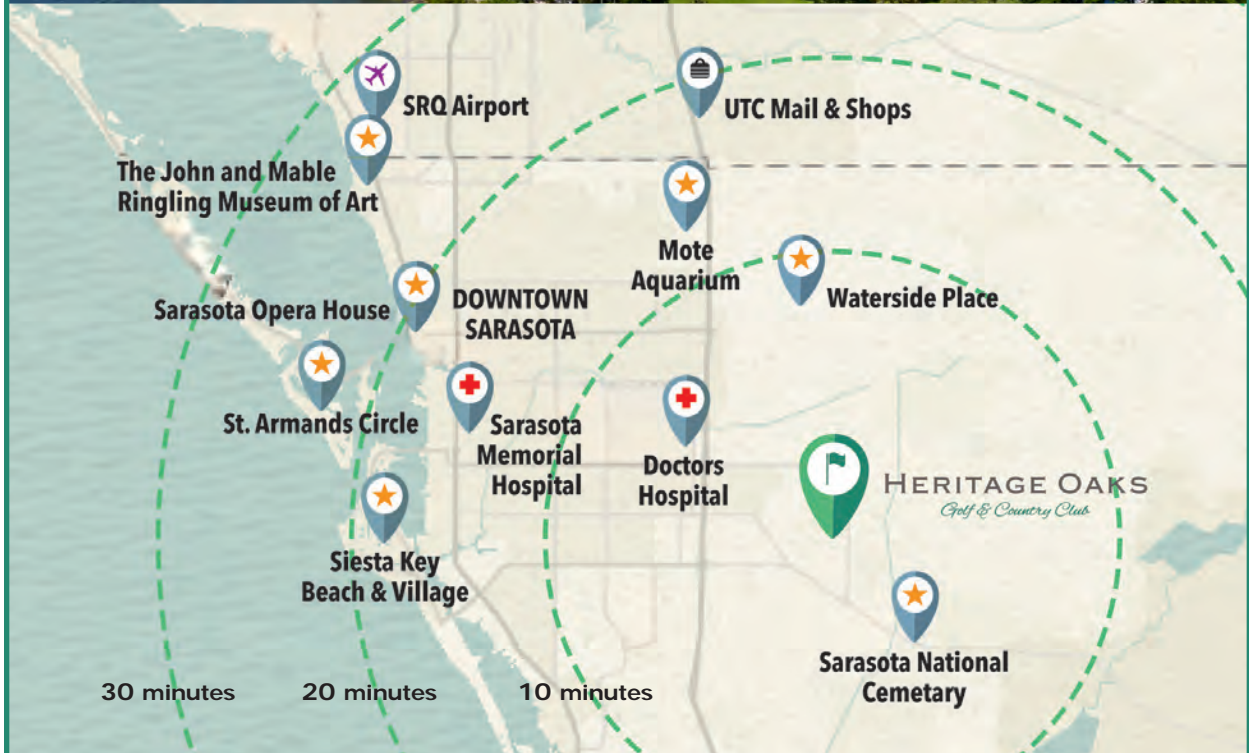 SRQ Airport
UTC Mail & Shops
The John and Mable
Ringling Museum of Art
Mote
Aquarium
Waterside Place
Sarasota Opera House
DOWNTOWN
SARASOTA
St. Armands Circle
Sarasota
Memorial
Hospital
Doctors
Hospital
HERITAGE OAKS
Golf & Country Club
Siesta Key
Beach & Village
Sarasota National
Cemetary
30 minutes
20 minutes
10 minutes